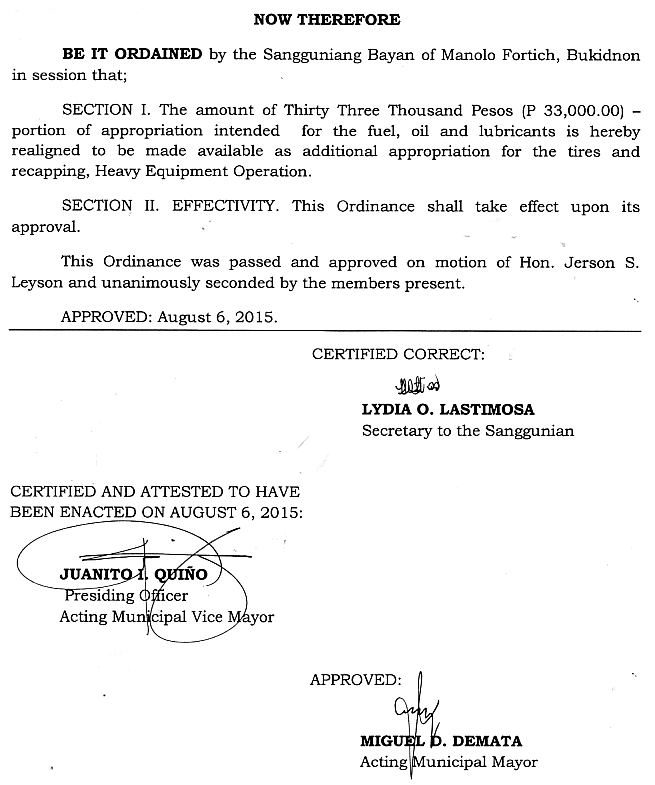 NOW THEREFORE
BE IT ORDAINED by the Sangguniang Bayan of Manolo Fortich, Bukidnon
in session that;
SECTION I. The amount of Thirty Three Thousand Pesos (P 33,000.00) –
portion of appropriation intended for the fuel, oil and lubricants is hereby
realigned to be made available as additional appropriation for the tires and
recapping, Heavy Equipment Operation.
SECTION II. EFFECTIVITY. This Ordinance shall take effect upon its
approval.
This Ordinance was passed and approved on motion of Hon. Jerson S.
Leyson and unanimously seconded by the members present.
APPROVED: August 6, 2015.
CERTIFIED CORRECT:
LYDIA O. LASTIMOSA
Secretary to the Sanggunian
CERTIFIED AND ATTESTED TO HAVE
BEEN ENACTED ON AUGUST 6, 2015:
JUANITO I. QUIÑO
Presiding Officer
Acting Municipal Vice Mayor
APPROVED:
MIGUEL D. DEMATA
Acting Municipal Mayor